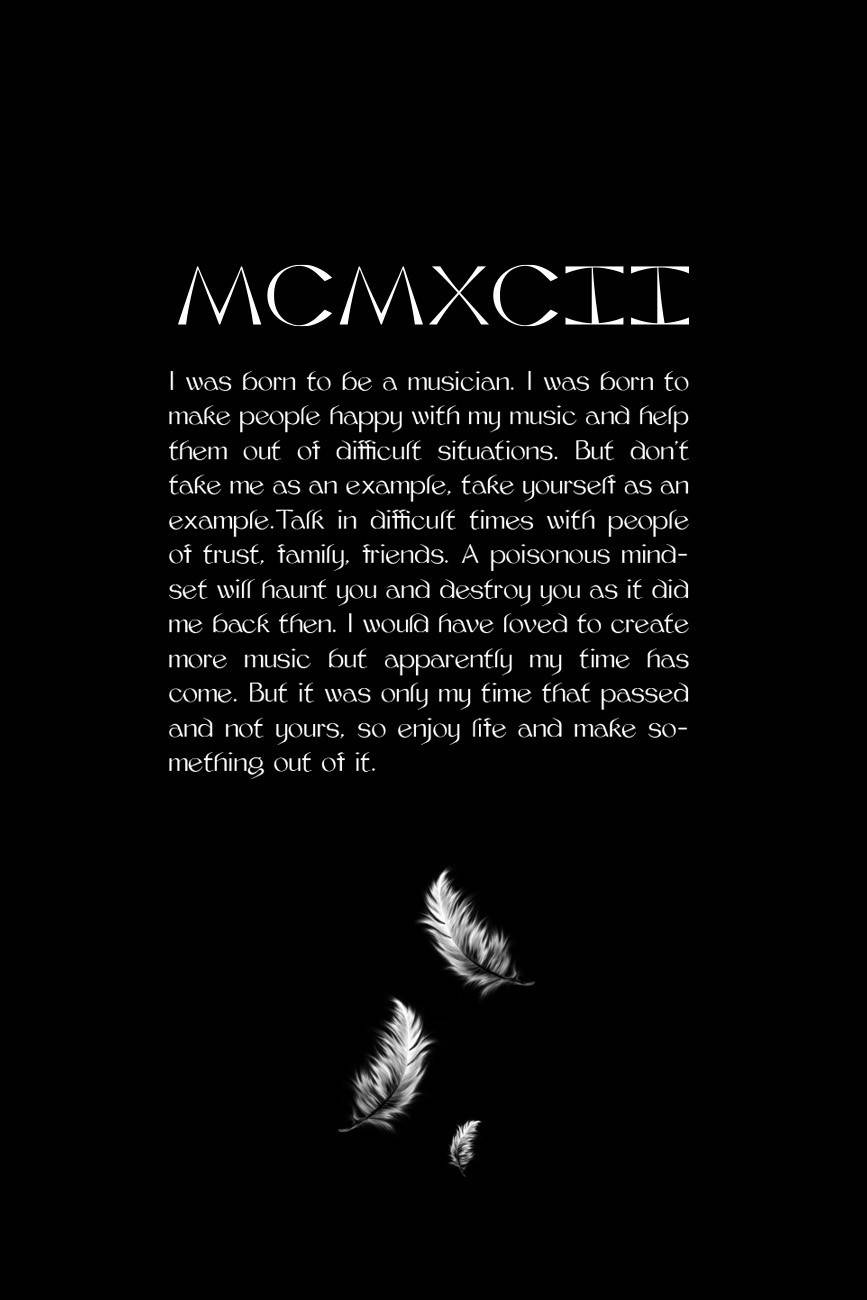 MCMXCII
I was born to be a musician. I was born to
make people happy with my music and help
them out of difficult situations. But don't
take me as an example, take yourself as an
example.Talk in difficult times with people
of trust, family, friends. A poisonous mind-
set will haunt you and destroy you as it did
me back then. I would have loved to create
more music but apparently my time has
come. But it was only my time that passed
and not yours, so enjoy life and make so-
mething out of it.